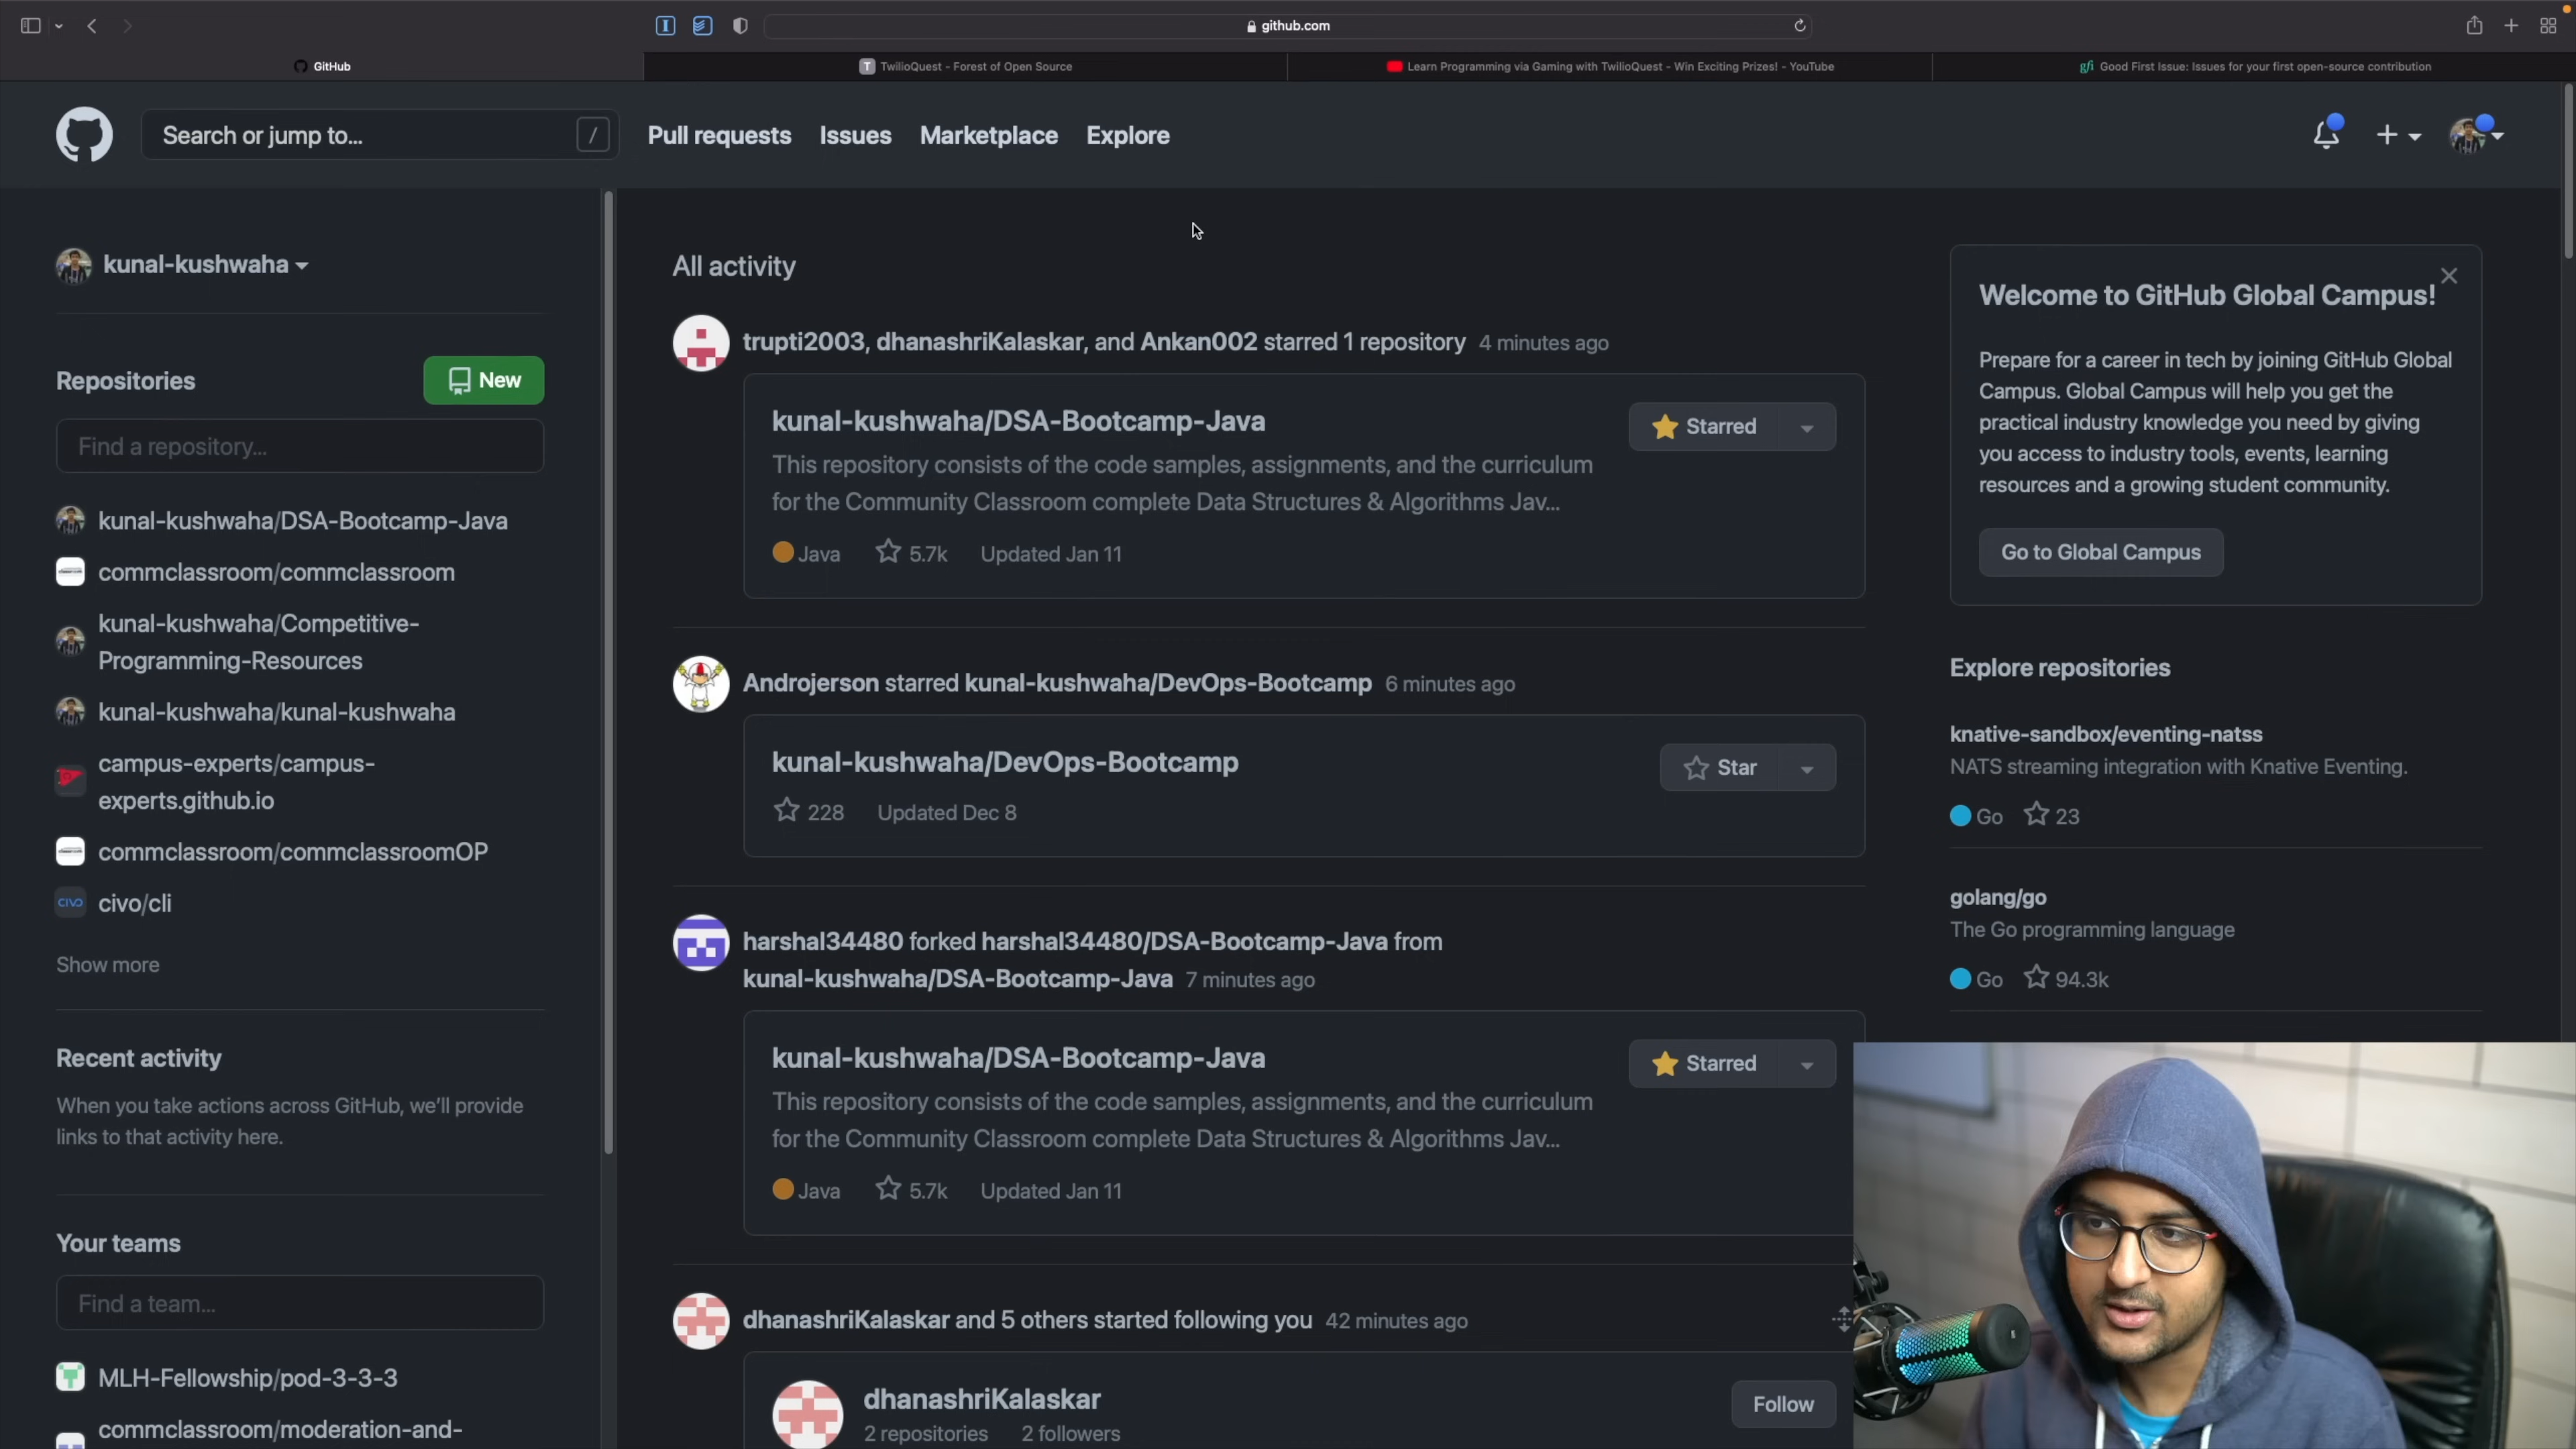 github.com
GitHub
T TwilioQuest - Forest of Open Source
Learn Programming via Gaming with TwilioQuest - Win Exciting Prizes! - YouTube
gfi Good First Issue: Issues for your first open-source contribution
Search or jump to... /
Pull requests Issues Marketplace Explore
kunal-kushwaha
Repositories
New
Find a repository...
kunal-kushwaha/DSA-Bootcamp-Java
commclassroom/commclassroom
kunal-kushwaha/Competitive-
Programming-Resources
kunal-kushwaha/kunal-kushwaha
campus-experts/campus-
experts.github.io
commclassroom/commclassroomOP
CIVO civo/cli
Show more
Recent activity
When you take actions across GitHub, we'll provide
links to that activity here.
Your teams
Find a team...
MLH-Fellowship/pod-3-3-3
commclassroom/moderation-and-
All activity
trupti2003, dhanashriKalaskar, and Ankan002 starred 1 repository 4 minutes ago
kunal-kushwaha/DSA-Bootcamp-Java
Starred
This repository consists of the code samples, assignments, and the curriculum
for the Community Classroom complete Data Structures & Algorithms Jav...
Java 5.7k Updated Jan 11
Androjerson starred kunal-kushwaha/DevOps-Bootcamp 6 minutes ago
kunal-kushwaha/DevOps-Bootcamp
Star
228 Updated Dec 8
harshal34480 forked harshal34480/DSA-Bootcamp-Java from
kunal-kushwaha/DSA-Bootcamp-Java 7 minutes ago
kunal-kushwaha/DSA-Bootcamp-Java
Starred
This repository consists of the code samples, assignments, and the curriculum
for the Community Classroom complete Data Structures & Algorithms Jav...
Java 5.7k Updated Jan 11
dhanashriKalaskar and 5 others started following you 42 minutes ago
dhanashriKalaskar
Follow
2 repositories 2 followers
Welcome to GitHub Global Campus!
Prepare for a career in tech by joining GitHub Global
Campus. Global Campus will help you get the
practical industry knowledge you need by giving
you access to industry tools, events, learning
resources and a growing student community.
Go to Global Campus
Explore repositories
knative-sandbox/eventing-natss
NATS streaming integration with Knative Eventing.
Go 23
golang/go
The Go programming language
Go 94.3k